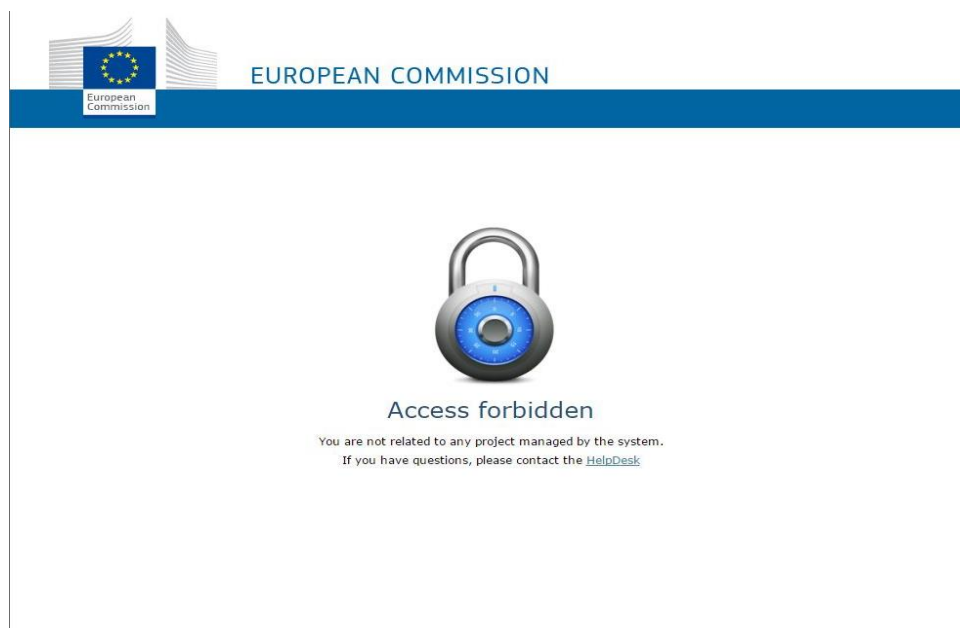 European
Commission
EUROPEAN COMMISSION
Access forbidden
You are not related to any project managed by the system.
If you have questions, please contact the HelpDesk